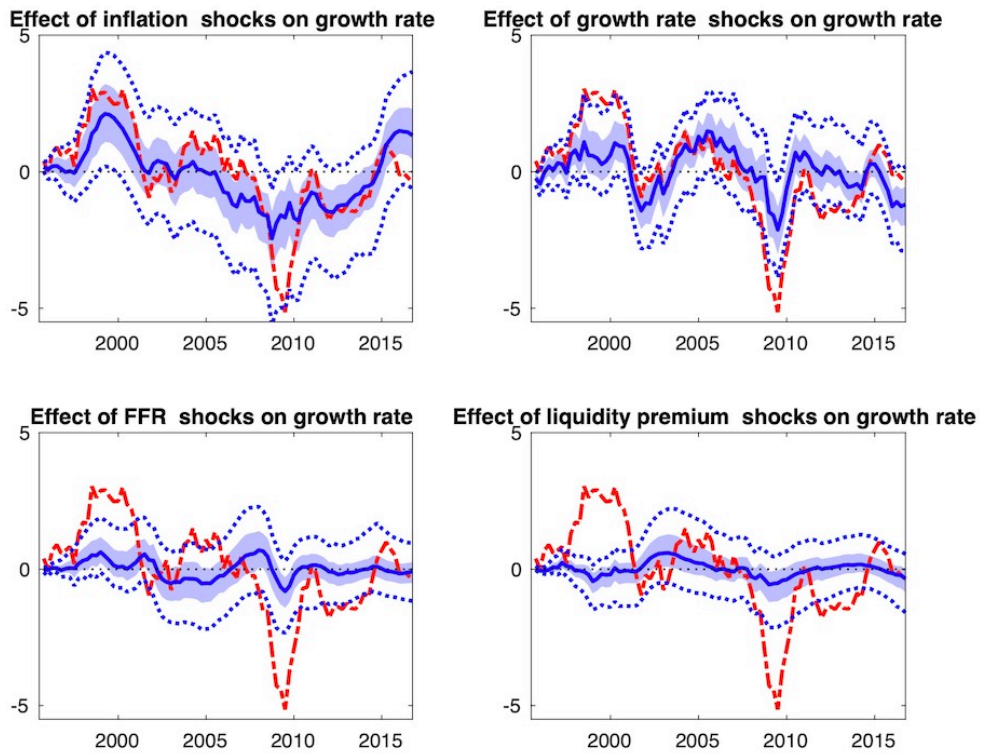 Effect of inflation shocks on growth rate
5
0
-5
2000 2005 2010 2015
Effect of growth rate shocks on growth rate
5
0
-5
2000 2005 2010 2015
Effect of FFR shocks on growth rate
5
0
-5
2000 2005 2010 2015
Effect of liquidity premium shocks on growth rate
5
0
-5
2000 2005 2010 2015